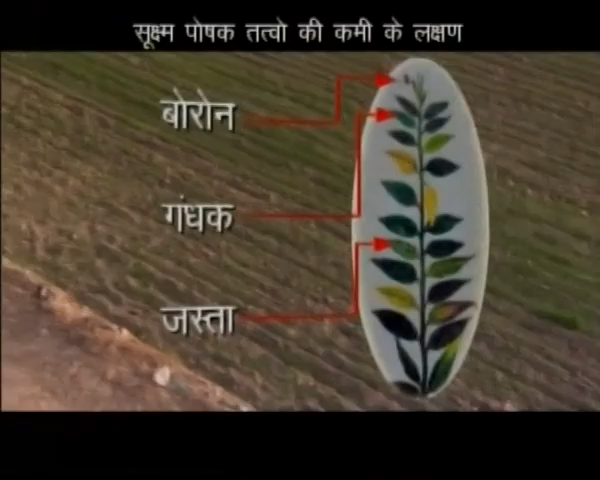 सूक्ष्म पोषक तत्वो की कमी के लक्षण
बोरोन
गंधक
जस्ता